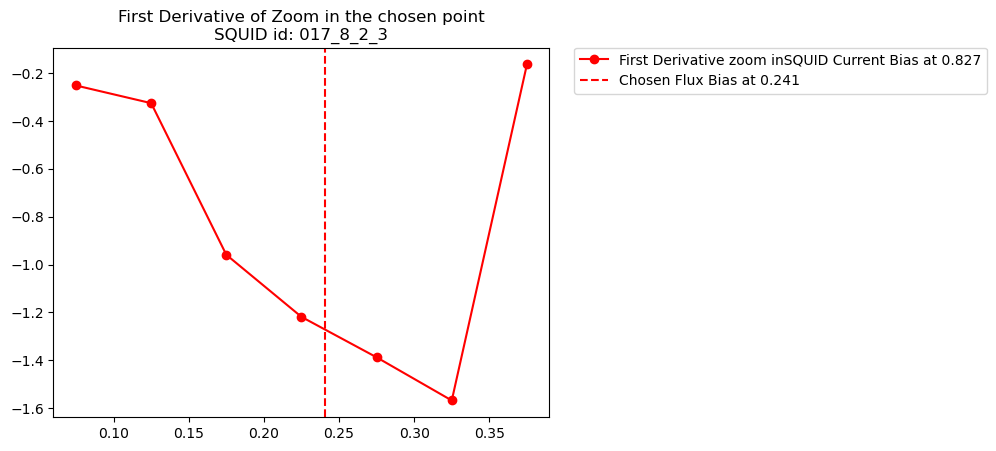 First Derivative of Zoom in the chosen point
SQUID id: 017_8_2_3
First Derivative zoom inSQUID Current Bias at 0.827
Chosen Flux Bias at 0.241
−0.2
−0.4
−0.6
−0.8
−1.0
−1.2
−1.4
−1.6
0.10 0.15 0.20 0.25 0.30 0.35